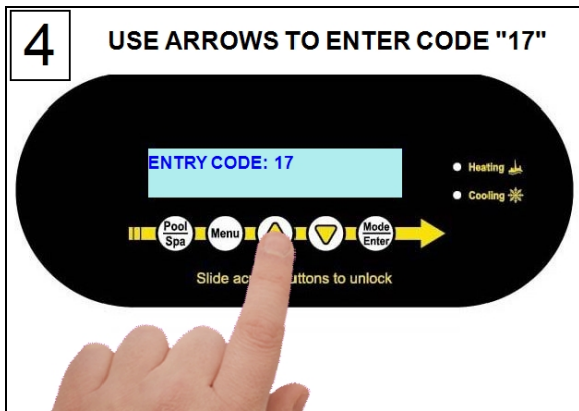 4
USE ARROWS TO ENTER CODE "17"
ENTRY CODE: 17
Heating
Cooling
Pool Spa
Menu
Mode Enter
Slide ac ttons to unlock